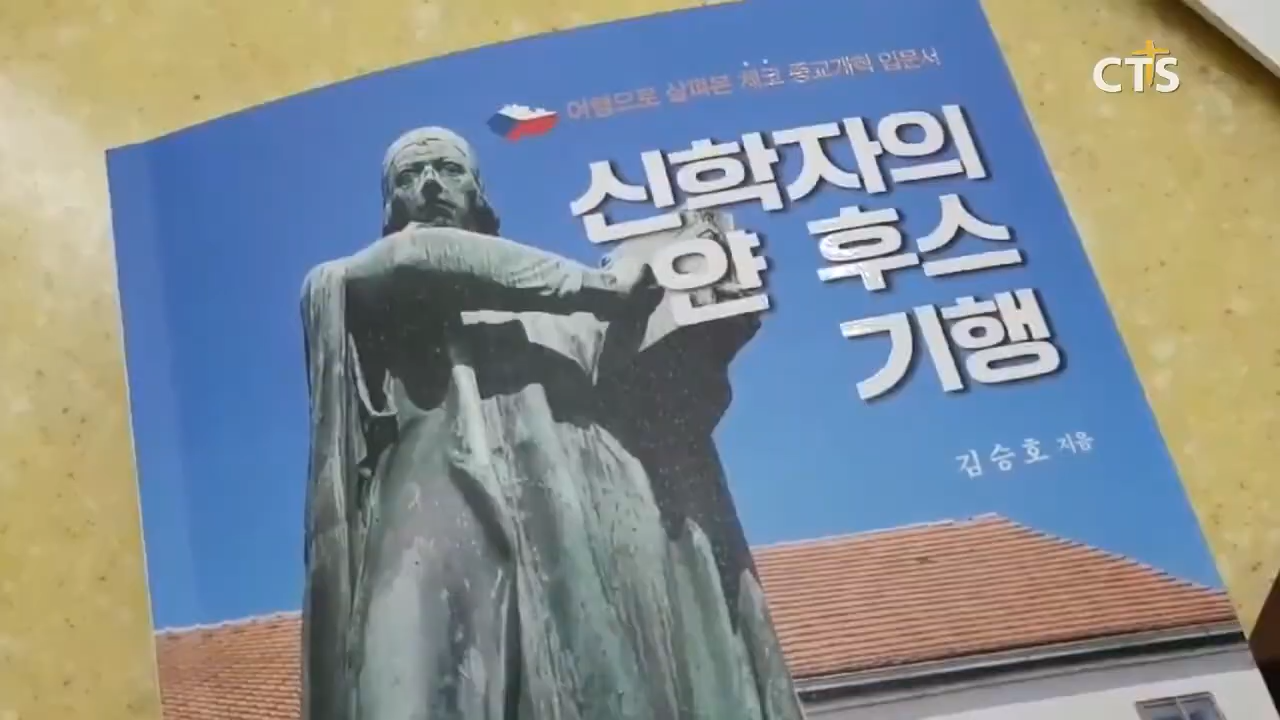 CTS
여행으로 살펴본 체코 종교개혁 입문서
신학자의
얀 후스
기행
김승호 지음